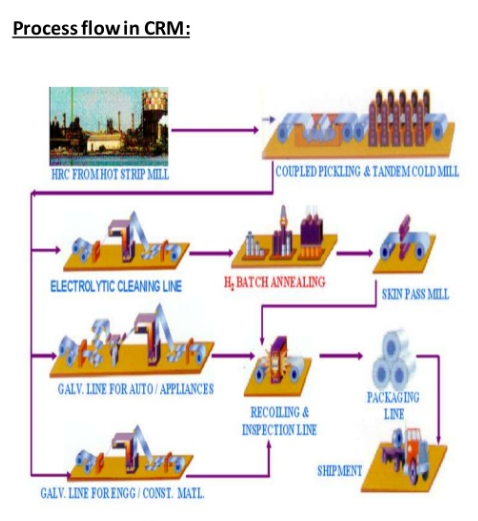 Process flow in CRM:
HRC FROM HOT STRIP MILL
COUPLED PICKLING & TANDEM COLD MILL
ELECTROLYTIC CLEANING LINE
H₂ BATCH ANNEALING
SKIN PASS MILL
GALV. LINE FOR AUTO / APPLIANCES
RECOILING &
INSPECTION LINE
PACKAGING
LINE
SHIPMENT
GALV. LINE FOR ENGG / CONST. MATL.